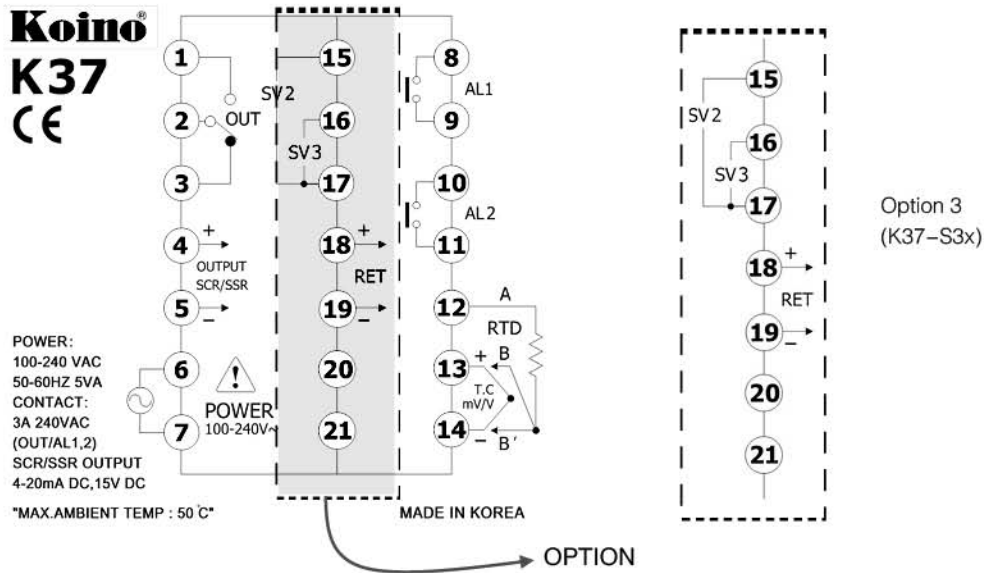 Koino®
K37
CE
1
2
3
4
5
6
7
OUT
+
OUTPUT
SCR/SSR
−
POWER
100-240V~
15
16
17
18
19
20
21
SV2
SV3
+
RET
−
8
9
10
11
12
13
14
AL1
AL2
A
RTD
+ B
T.C
mV/V
− B'
POWER:
100-240 VAC
50-60HZ 5VA
CONTACT:
3A 240VAC
(OUT/AL1,2)
SCR/SSR OUTPUT
4-20mA DC,15V DC
"MAX.AMBIENT TEMP : 50℃"
MADE IN KOREA
OPTION
15
SV2
16
SV3
17
18
+
RET
19
−
20
21
Option 3
(K37–S3x)